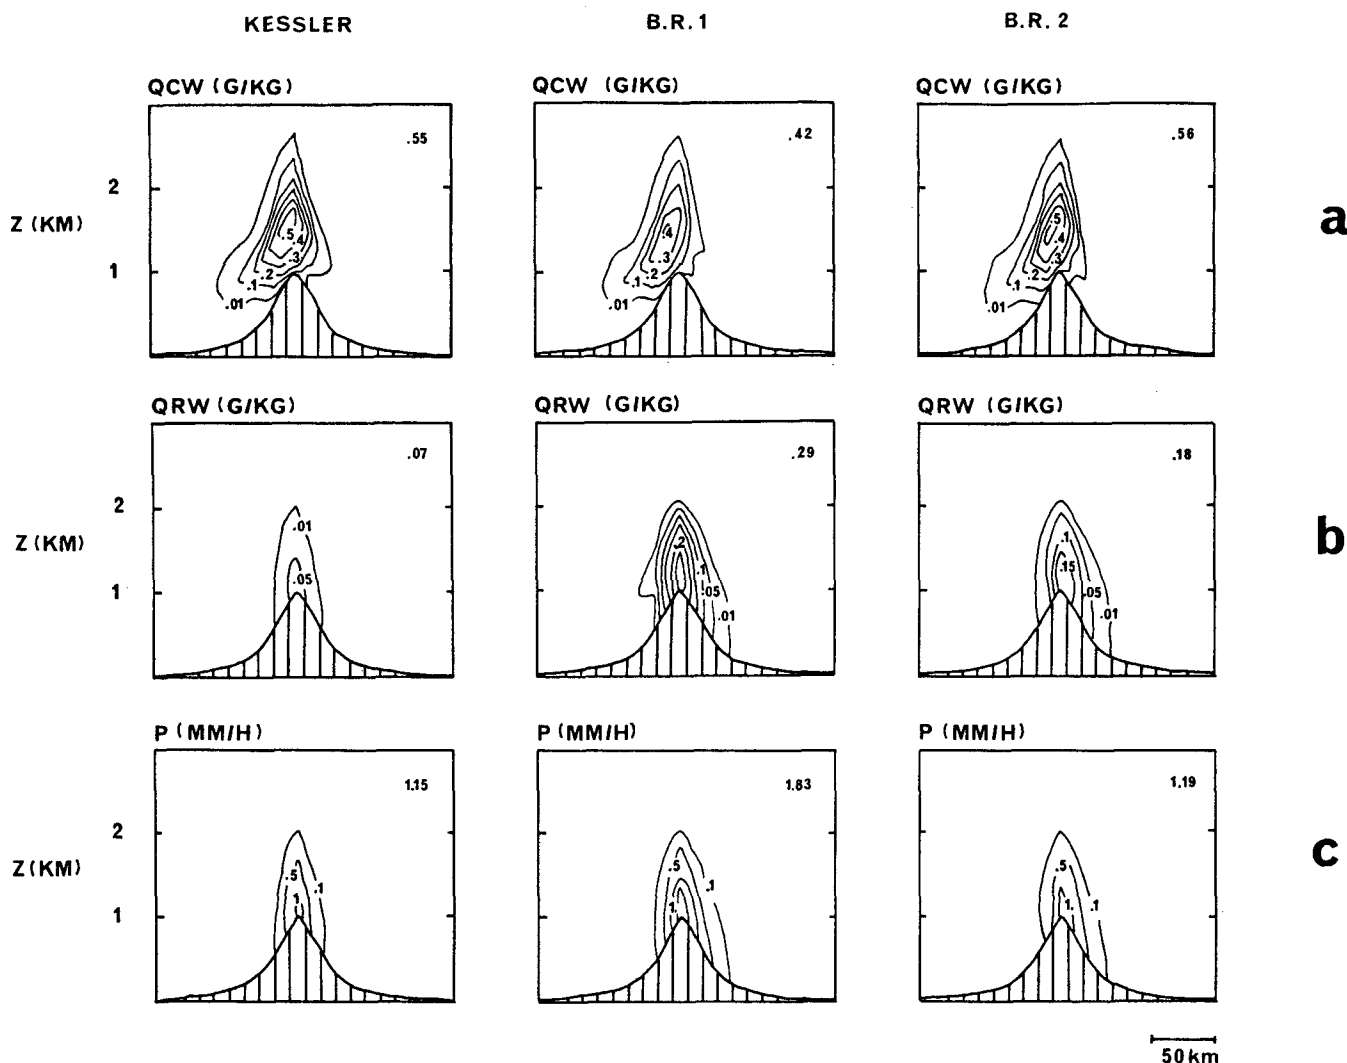 KESSLER B.R.1 B.R.2
QCW (G/KG) QCW (G/KG) QCW (G/KG)
.55 .42 .56
2
Z (KM)
1
.5 .4 .3 .2 .1 .01
.4 .3 .2 .1 .01
.5 .4 .3 .2 .1 .01
a
QRW (G/KG) QRW (G/KG) QRW (G/KG)
.07 .29 .18
2
Z (KM)
1
.01 .05
.2 .1 .05 .01
.1 .15 .05 .01
b
P (MM/H) P (MM/H) P (MM/H)
1.15 1.83 1.19
2
Z (KM)
1
.5 .1 1.
.5 .1 1.
.5 1. .1
c
50 km